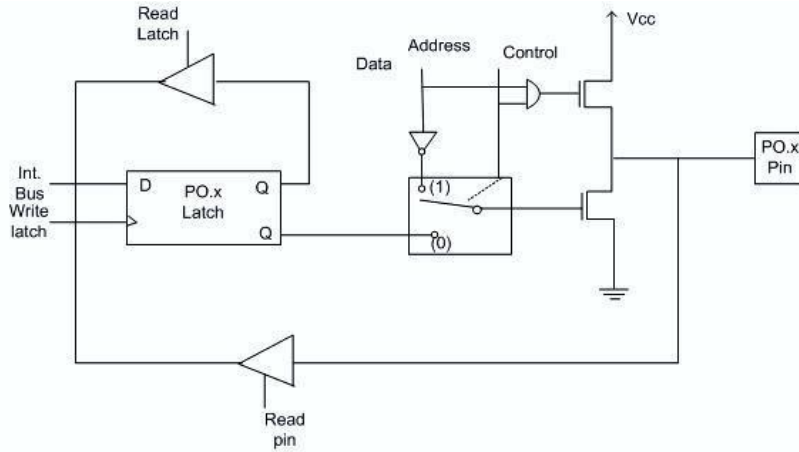 Read
Latch
Vcc
Address
Data
Control
Int.
Bus
Write
latch
D
PO.x
Latch
Q
Q
(1)
(0)
PO.x
Pin
Read
pin